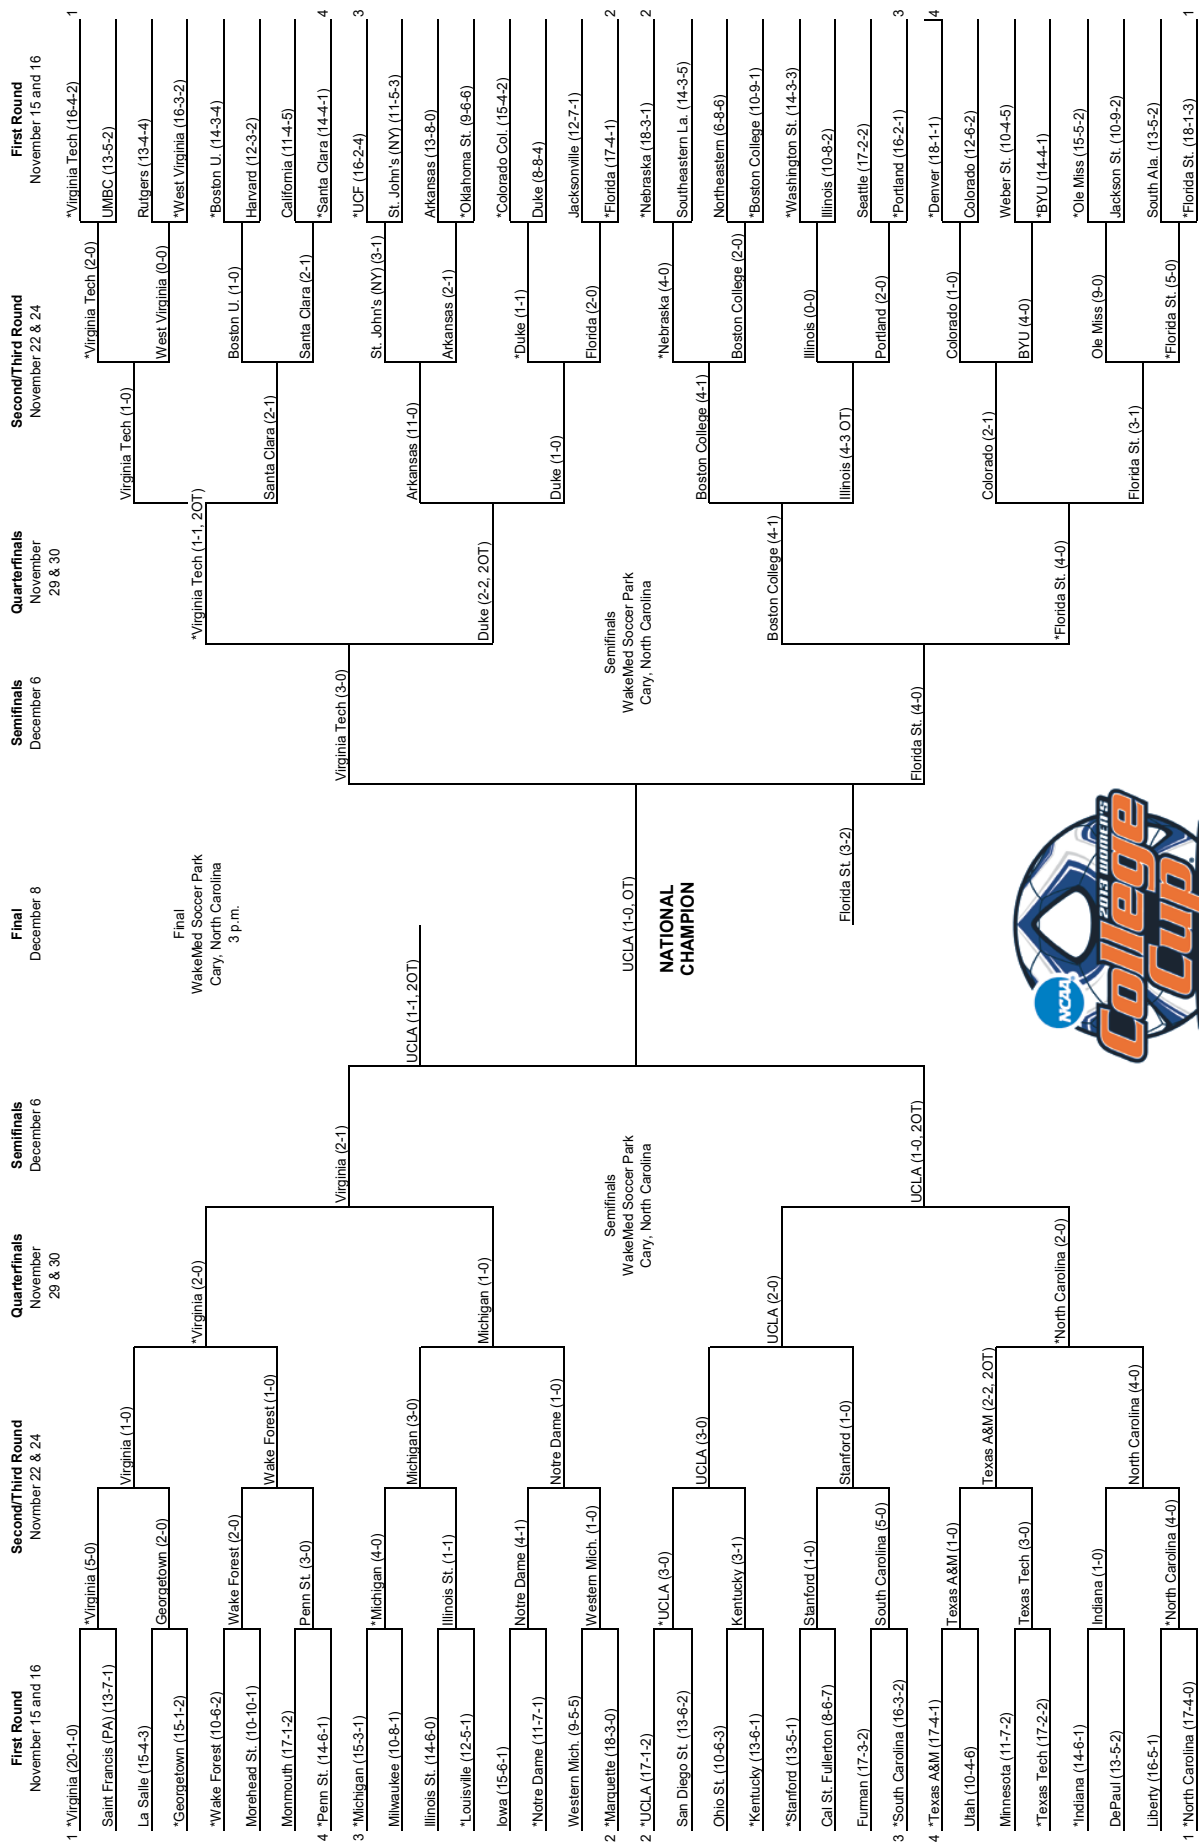 First Round
November 15 and 16
Second/Third Round
Novmber 22 & 24
Quarterfinals
November
29 & 30
Semifinals
December 6
Final
December 8
Semifinals
December 6
Quarterfinals
November
29 & 30
Second/Third Round
November 22 & 24
First Round
November 15 and 16
1
*Virginia (20-1-0)
Saint Francis (PA) (13-7-1)
La Salle (15-4-3)
*Georgetown (15-1-2)
*Wake Forest (10-6-2)
Morehead St. (10-10-1)
Monmouth (17-1-2)
4
*Penn St. (14-6-1)
3
*Michigan (15-3-1)
Milwaukee (10-8-1)
Illinois St. (14-6-0)
*Louisville (12-5-1)
Iowa (15-6-1)
*Notre Dame (11-7-1)
Western Mich. (9-5-5)
2
*Marquette (18-3-0)
2
*UCLA (17-1-2)
San Diego St. (13-6-2)
Ohio St. (10-6-3)
*Kentucky (13-6-1)
*Stanford (13-5-1)
Cal St. Fullerton (8-6-7)
Furman (17-3-2)
3
*South Carolina (16-3-2)
4
*Texas A&M (17-4-1)
Utah (10-4-6)
Minnesota (11-7-2)
*Texas Tech (17-2-2)
*Indiana (14-6-1)
DePaul (13-5-2)
Liberty (16-5-1)
1
*North Carolina (17-4-0)
*Virginia (5-0)
Georgetown (2-0)
Wake Forest (2-0)
Penn St. (3-0)
*Michigan (4-0)
Illinois St. (1-1)
Notre Dame (4-1)
Western Mich. (1-0)
*UCLA (3-0)
Kentucky (3-1)
Stanford (1-0)
South Carolina (5-0)
Texas A&M (1-0)
Texas Tech (3-0)
Indiana (1-0)
*North Carolina (4-0)
Virginia (1-0)
Wake Forest (1-0)
Michigan (3-0)
Notre Dame (1-0)
UCLA (3-0)
Stanford (1-0)
Texas A&M (2-2, 2OT)
North Carolina (4-0)
*Virginia (2-0)
Michigan (1-0)
UCLA (2-0)
*North Carolina (2-0)
Virginia (2-1)
Semifinals
WakeMed Soccer Park
Cary, North Carolina
UCLA (1-0, 2OT)
UCLA (1-1, 2OT)
Final
WakeMed Soccer Park
Cary, North Carolina
3 p.m.
UCLA (1-0, OT)
NATIONAL
CHAMPION
Florida St. (3-2)
NCAA
2013 WOMEN'S
College
Cup
Virginia Tech (3-0)
Florida St. (4-0)
Semifinals
WakeMed Soccer Park
Cary, North Carolina
*Virginia Tech (1-1, 2OT)
Duke (2-2, 2OT)
Boston College (4-1)
*Florida St. (4-0)
Virginia Tech (1-0)
Santa Clara (2-1)
Arkansas (11-0)
Duke (1-0)
Boston College (4-1)
Illinois (4-3 OT)
Colorado (2-1)
Florida St. (3-1)
*Virginia Tech (2-0)
West Virginia (0-0)
Boston U. (1-0)
Santa Clara (2-1)
St. John's (NY) (3-1)
Arkansas (2-1)
*Duke (1-1)
Florida (2-0)
*Nebraska (4-0)
Boston College (2-0)
Illinois (0-0)
Portland (2-0)
Colorado (1-0)
BYU (4-0)
Ole Miss (9-0)
*Florida St. (5-0)
*Virginia Tech (16-4-2)
1
UMBC (13-5-2)
Rutgers (13-4-4)
*West Virginia (16-3-2)
*Boston U. (14-3-4)
Harvard (12-3-2)
California (11-4-5)
*Santa Clara (14-4-1)
4
*UCF (16-2-4)
3
St. John's (NY) (11-5-3)
Arkansas (13-8-0)
*Oklahoma St. (9-6-6)
*Colorado Col. (15-4-2)
Duke (8-8-4)
Jacksonville (12-7-1)
*Florida (17-4-1)
2
*Nebraska (18-3-1)
2
Southeastern La. (14-3-5)
Northeastern (6-8-6)
*Boston College (10-9-1)
*Washington St. (14-3-3)
Illinois (10-8-2)
Seattle (17-2-2)
*Portland (16-2-1)
3
*Denver (18-1-1)
4
Colorado (12-6-2)
Weber St. (10-4-5)
*BYU (14-4-1)
*Ole Miss (15-5-2)
Jackson St. (10-9-2)
South Ala. (13-5-2)
*Florida St. (18-1-3)
1